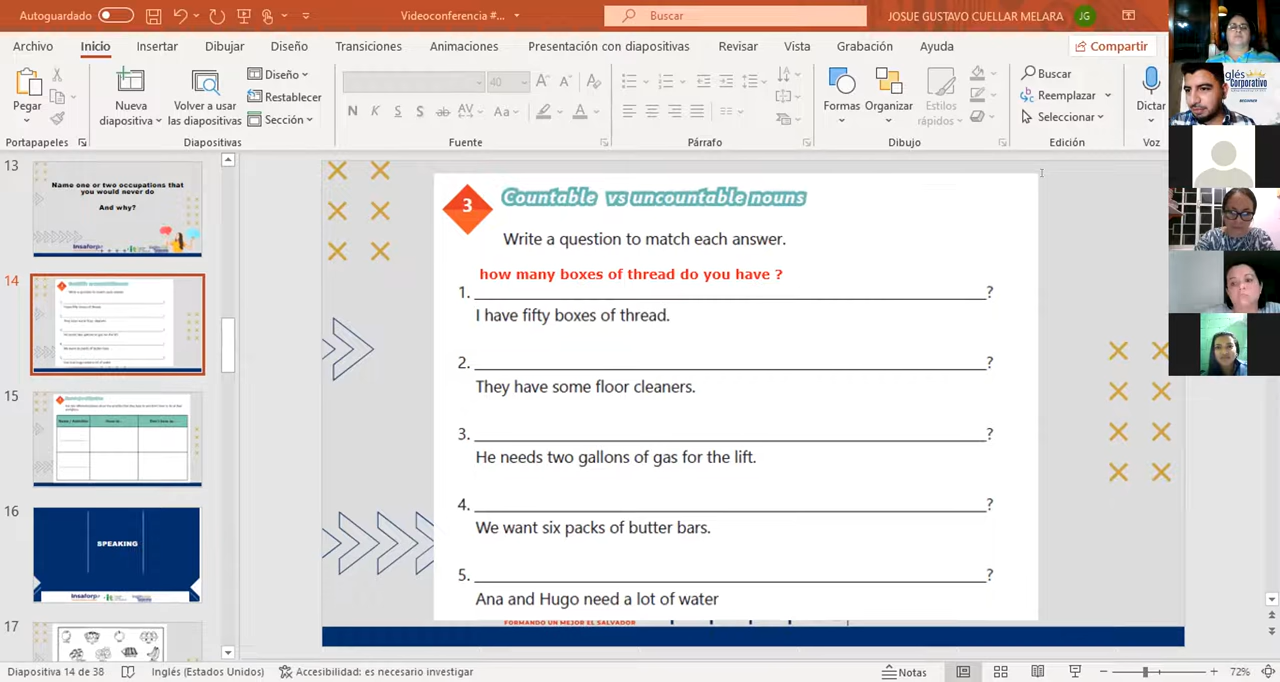 Autoguardado
Videoconferencia #...
Buscar
JOSUE GUSTAVO CUELLAR MELARA
JG
Archivo
Inicio
Insertar
Dibujar
Diseño
Transiciones
Animaciones
Presentación con diapositivas
Revisar
Vista
Grabación
Ayuda
Compartir
Pegar
Nueva
diapositiva
Volver a usar
las diapositivas
Diseño
Restablecer
Sección
40
N K S S ab AV Aa A
Formas
Organizar
Estilos
rápidos
Buscar
Reemplazar
Seleccionar
Dictar
Portapapeles
Diapositivas
Fuente
Párrafo
Dibujo
Edición
Voz
13
Name one or two occupations that
you would never do
And why?
Insaforp
14
15
16
SPEAKING
17
3
Countable vs uncountable nouns
Write a question to match each answer.
how many boxes of thread do you have ?
1. ?
I have fifty boxes of thread.
2. ?
They have some floor cleaners.
3. ?
He needs two gallons of gas for the lift.
4. ?
We want six packs of butter bars.
5. ?
Ana and Hugo need a lot of water
FORMANDO UN MEJOR EL SALVADOR
Diapositiva 14 de 38
Inglés (Estados Unidos)
Accesibilidad: es necesario investigar
Notas
72%